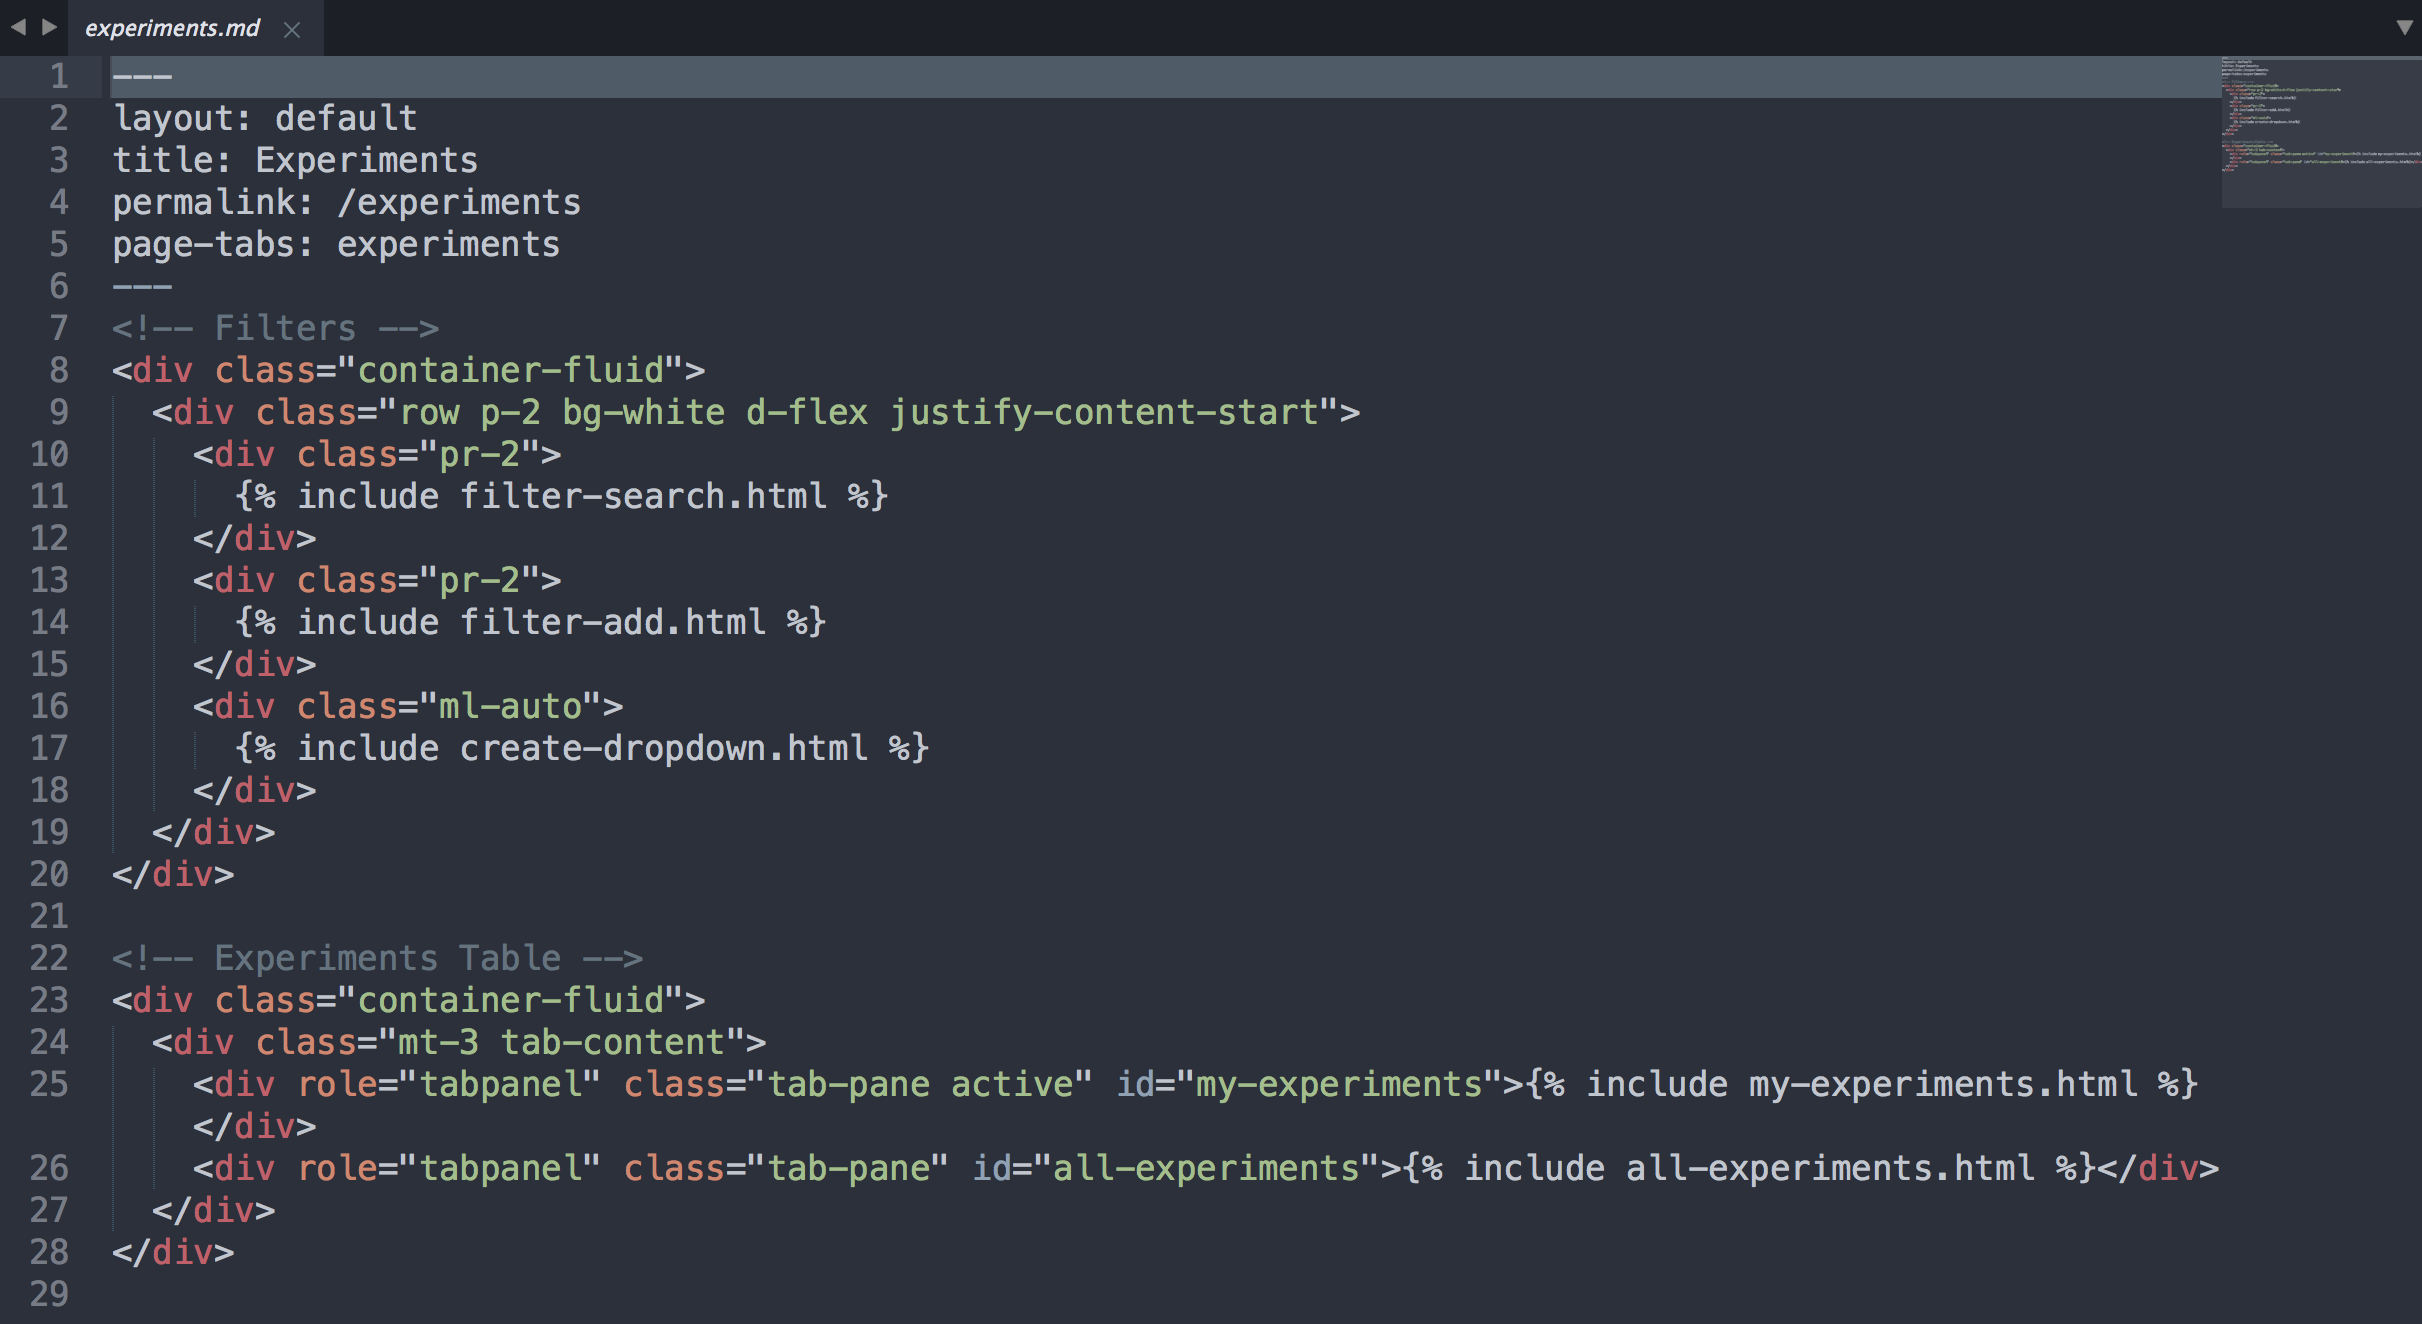 experiments.md
1 ---
2 layout: default
3 title: Experiments
4 permalink: /experiments
5 page-tabs: experiments
6 ---
7 <!-- Filters -->
8 <div class="container-fluid">
9   <div class="row p-2 bg-white d-flex justify-content-start">
10     <div class="pr-2">
11       {% include filter-search.html %}
12     </div>
13     <div class="pr-2">
14       {% include filter-add.html %}
15     </div>
16     <div class="ml-auto">
17       {% include create-dropdown.html %}
18     </div>
19   </div>
20 </div>
21
22 <!-- Experiments Table -->
23 <div class="container-fluid">
24   <div class="mt-3 tab-content">
25     <div role="tabpanel" class="tab-pane active" id="my-experiments">{% include my-experiments.html %}
    </div>
26     <div role="tabpanel" class="tab-pane" id="all-experiments">{% include all-experiments.html %}</div>
27   </div>
28 </div>
29